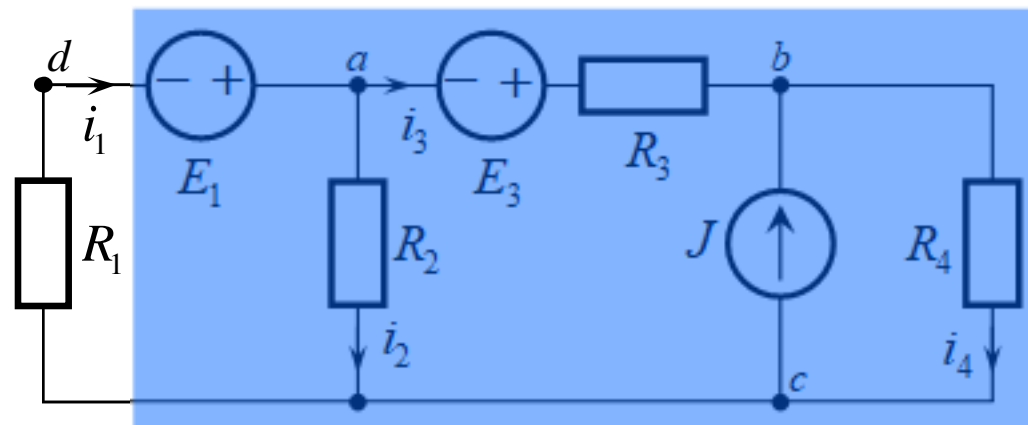 d
i₁
− +
E₁
a
i₃
− +
E₃
R₃
b
R₁
R₂
J
R₄
i₂
c
i₄